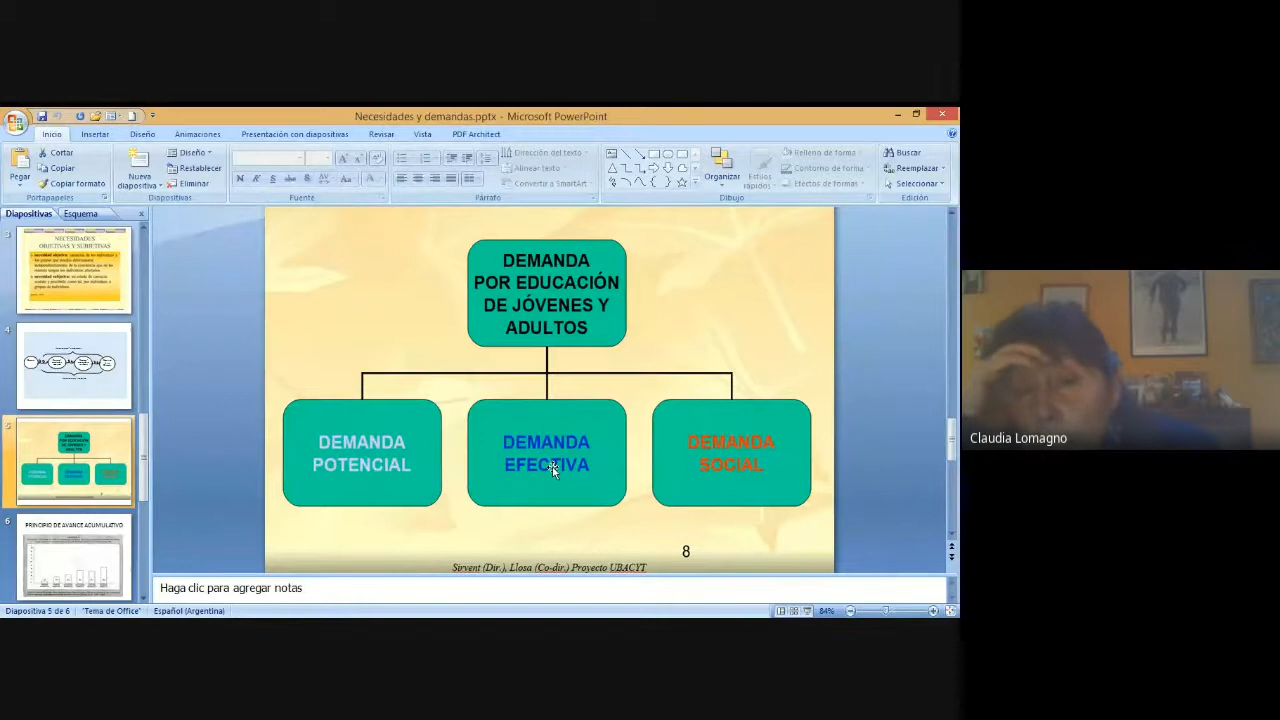 Necesidades y demandas.pptx - Microsoft PowerPoint
Inicio
Insertar
Diseño
Animaciones
Presentación con diapositivas
Revisar
Vista
PDF Architect
Pegar
Cortar
Copiar
Copiar formato
Portapapeles
Nueva
diapositiva
Diseño
Restablecer
Eliminar
Diapositivas
Fuente
Dirección del texto
Alinear texto
Convertir a SmartArt
Párrafo
Organizar
Estilos
rápidos
Relleno de forma
Contorno de forma
Efectos de formas
Dibujo
Buscar
Reemplazar
Seleccionar
Edición
Diapositivas
Esquema
3
NECESIDADES
OBJETIVAS Y SUBJETIVAS
4
5
6
PRINCIPIO DE AVANCE ACUMULATIVO
DEMANDA
POR EDUCACIÓN
DE JÓVENES Y
ADULTOS
DEMANDA
POTENCIAL
DEMANDA
EFECTIVA
DEMANDA
SOCIAL
8
Sirvent (Dir.), Llosa (Co-dir.) Proyecto UBACYT
Haga clic para agregar notas
Diapositiva 5 de 6
"Tema de Office"
Español (Argentina)
84%
Claudia Lomagno